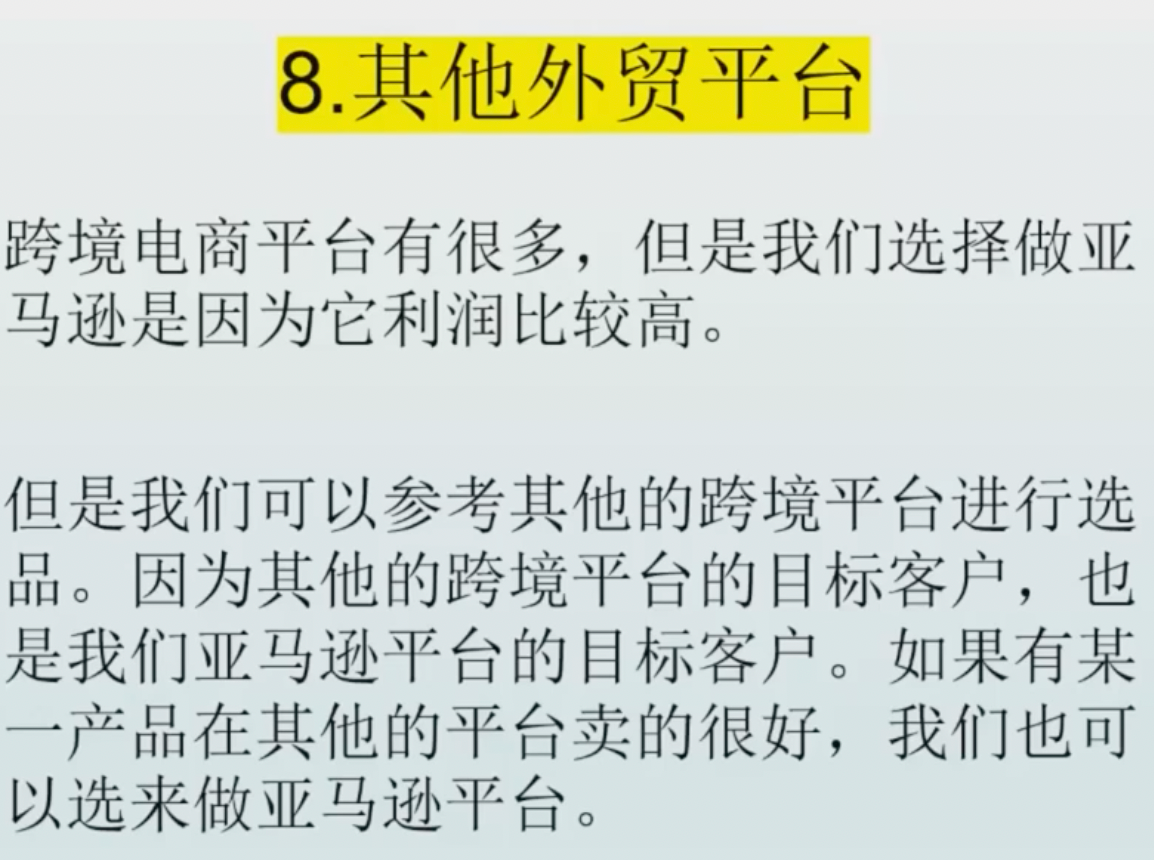 8.其他外贸平台
跨境电商平台有很多，但是我们选择做亚
马逊是因为它利润比较高。
但是我们可以参考其他的跨境平台进行选
品。因为其他的跨境平台的目标客户，也
是我们亚马逊平台的目标客户。如果有某
一产品在其他的平台卖的很好，我们也可
以选来做亚马逊平台。